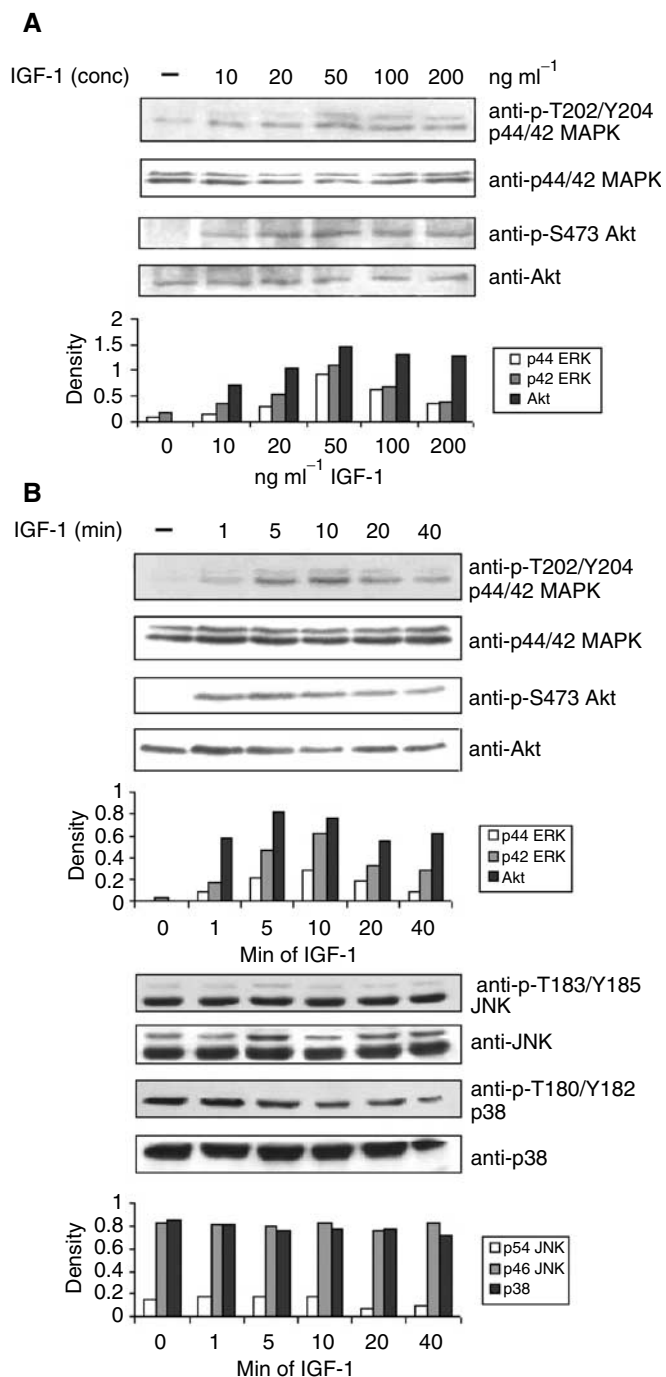 A
IGF-1 (conc) – 10 20 50 100 200 ng ml⁻¹
anti-p-T202/Y204
p44/42 MAPK
anti-p44/42 MAPK
anti-p-S473 Akt
anti-Akt
Density
2
1.5
1
0.5
0
p44 ERK
p42 ERK
Akt
0 10 20 50 100 200
ng ml⁻¹ IGF-1
B
IGF-1 (min) – 1 5 10 20 40
anti-p-T202/Y204
p44/42 MAPK
anti-p44/42 MAPK
anti-p-S473 Akt
anti-Akt
Density
1
0.8
0.6
0.4
0.2
0
p44 ERK
p42 ERK
Akt
0 1 5 10 20 40
Min of IGF-1
anti-p-T183/Y185
JNK
anti-JNK
anti-p-T180/Y182
p38
anti-p38
Density
1
0.8
0.6
0.4
0.2
0
p54 JNK
p46 JNK
p38
0 1 5 10 20 40
Min of IGF-1